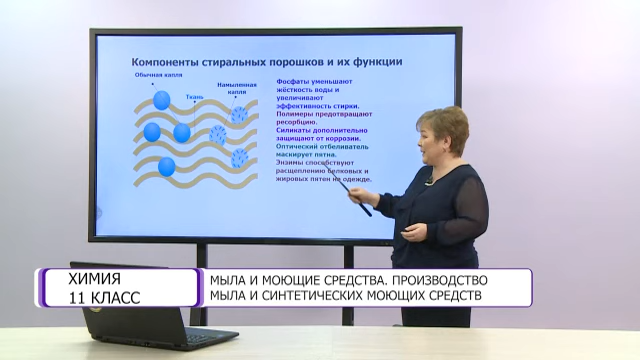 Компоненты стиральных порошков и их функции
Обычная капля
Ткань
Намыленная
капля
Фосфаты уменьшают
жёсткость воды и
увеличивают
эффективность стирки.
Полимеры предотвращают
ресорбцию.
Силикаты дополнительно
защищают от коррозии.
Оптический отбеливатель
маскирует пятна.
Энзимы способствуют
расщеплению белковых и
жировых пятен на одежде.
ХИМИЯ
11 КЛАСС
МЫЛА И МОЮЩИЕ СРЕДСТВА. ПРОИЗВОДСТВО
МЫЛА И СИНТЕТИЧЕСКИХ МОЮЩИХ СРЕДСТВ